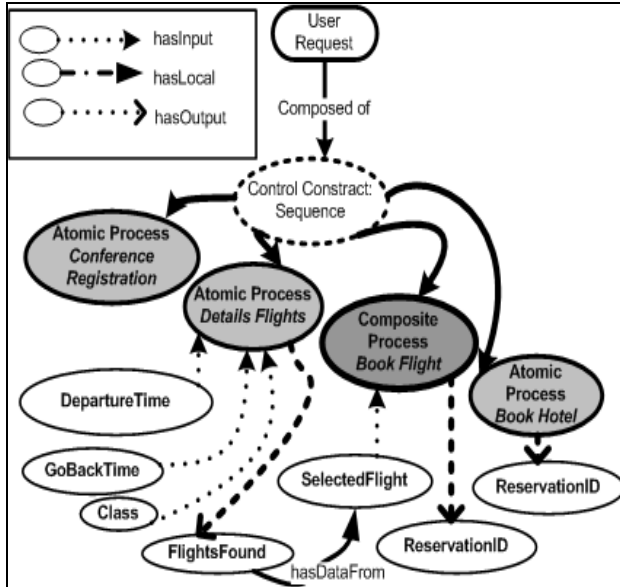 hasInput
hasLocal
hasOutput
User
Request
Composed of
Control Construct:
Sequence
Atomic Process
Conference
Registration
Atomic Process
Details Flights
Composite
Process
Book Flight
Atomic
Process
Book Hotel
DepartureTime
GoBackTime
Class
SelectedFlight
ReservationID
FlightsFound
ReservationID
hasDataFrom